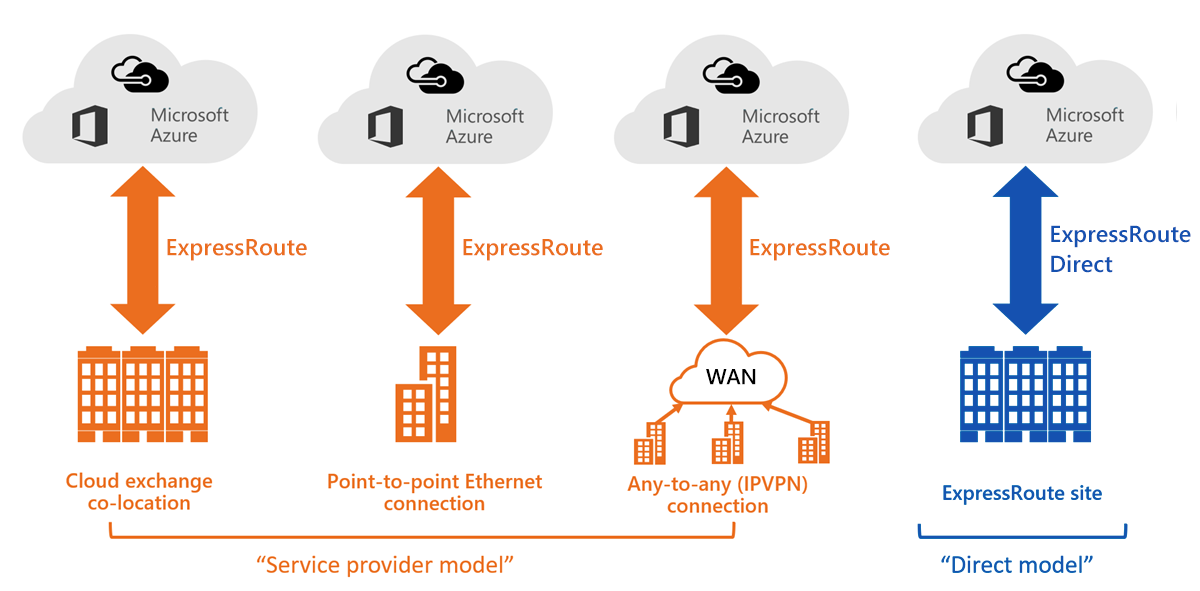 Microsoft
Azure
Microsoft
Azure
Microsoft
Azure
Microsoft
Azure
ExpressRoute
ExpressRoute
ExpressRoute
ExpressRoute
Direct
WAN
Cloud exchange
co-location
Point-to-point Ethernet
connection
Any-to-any (IPVPN)
connection
ExpressRoute site
“Service provider model”
“Direct model”